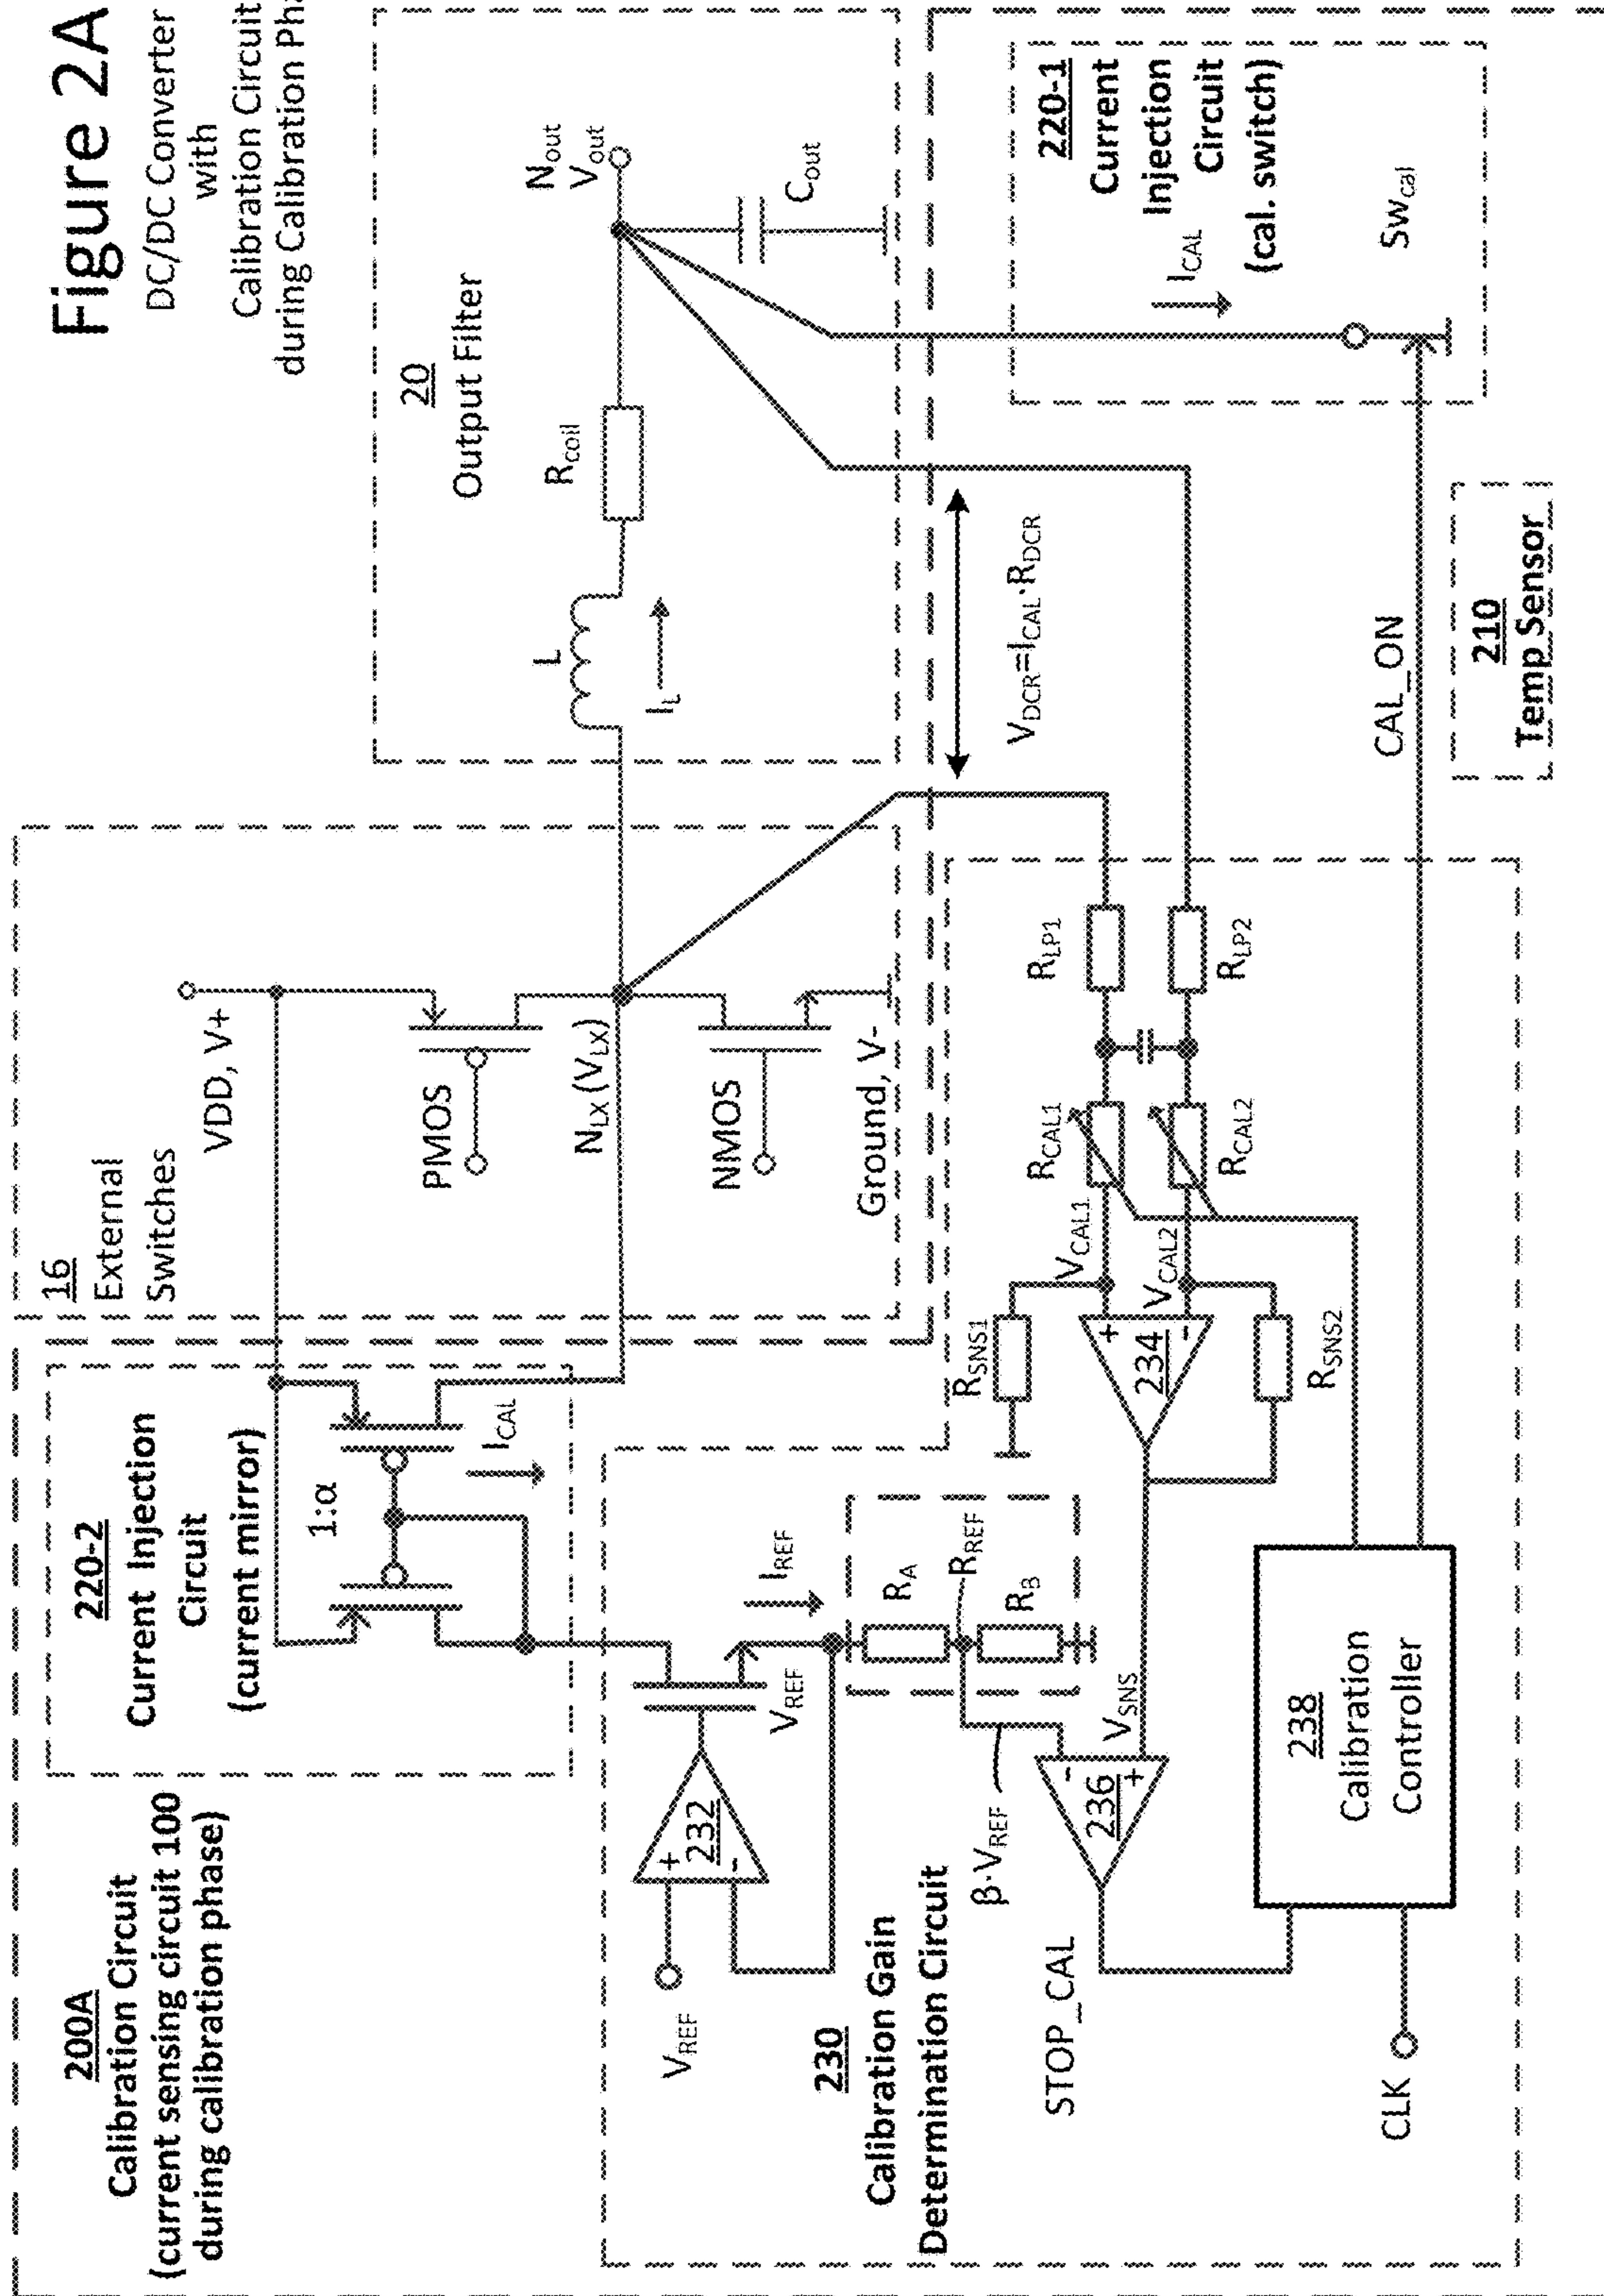 Figure 2A
DC/DC Converter
with
Calibration Circuit
during Calibration Pha
200A
Calibration Circuit
(current sensing circuit 100
during calibration phase)
220-2
Current Injection
Circuit
(current mirror)
1:α
I_CAL
16
External
Switches
VDD, V+
PMOS
N_LX (V_LX)
NMOS
Ground, V-
20
Output Filter
L
I_L
R_coil
N_out
V_out
C_out
220-1
Current
Injection
Circuit
(cal. switch)
I_CAL
Sw_cal
V_DCR=I_CAL·R_DCR
CAL_ON
210
Temp Sensor
230
Calibration Gain
Determination Circuit
V_REF
+
-
232
V_REF
I_REF
R_A
R_REF
R_B
β·V_REF
-
+
236
V_SNS
STOP_CAL
R_SNS1
V_CAL1
V_CAL2
+
-
234
R_SNS2
R_CAL1
R_CAL2
R_LP1
R_LP2
238
Calibration
Controller
CLK